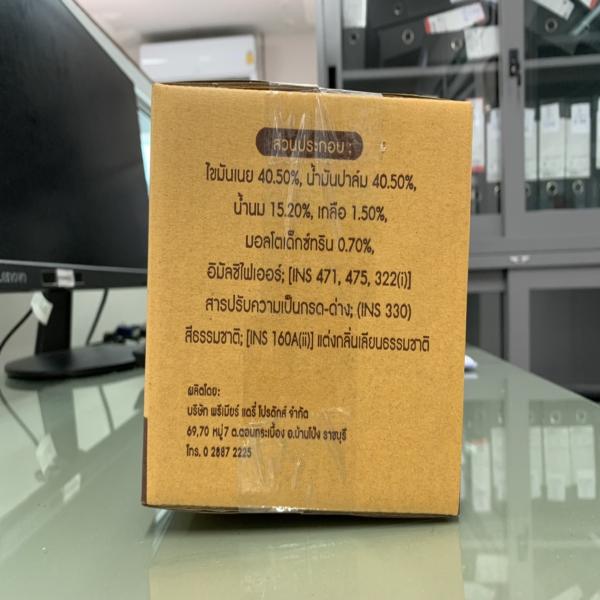 ส่วนประกอบ :
ไขมันเนย 40.50%, น้ำมันปาล์ม 40.50%,
น้ำนม 15.20%, เกลือ 1.50%,
มอลโตเด็กซ์ทริน 0.70%,
อิมัลซิไฟเออร์; [INS 471, 475, 322(i)]
สารปรับความเป็นกรด-ด่าง; (INS 330)
สีธรรมชาติ; [INS 160A(ii)] แต่งกลิ่นเลียนธรรมชาติ
ผลิตโดย:
บริษัท พรีเมียร์ แดรี่ โปรดักส์ จำกัด
69,70 หมู่7 ต.ดอนกระเบื้อง อ.บ้านโป่ง ราชบุรี
โทร. 0 2887 2225
Lenovo